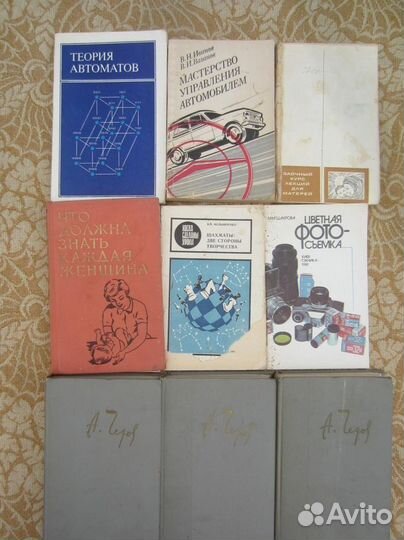 ТЕОРИЯ
АВТОМАТОВ
В.Н. Иванов
МАСТЕРСТВО
УПРАВЛЕНИЯ
АВТОМОБИЛЕМ
ЗАОЧНЫЙ
КУРС
ЛЕКЦИЙ ДЛЯ
МАТЕРЕЙ
ЧТО
ДОЛЖНА
ЗНАТЬ
КАЖДАЯ
ЖЕНЩИНА
ШАХМАТЫ:
ДВЕ СТОРОНЫ
ТВОРЧЕСТВА
ЦВЕТНАЯ
ФОТО-
СЪЕМКА
А. Чехов
А. Чехов
А. Чехов
Avito